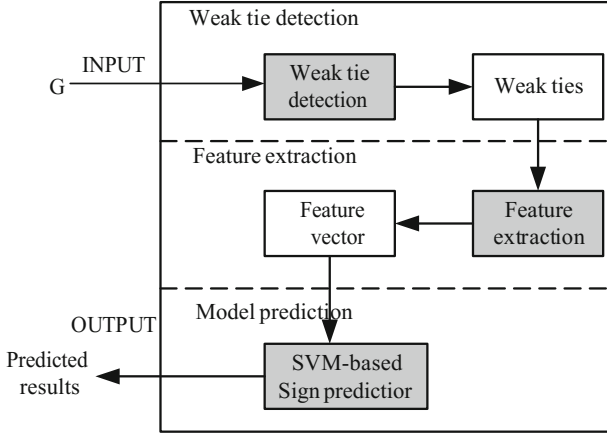 Weak tie detection
INPUT
G
Weak tie
detection
Weak ties
Feature extraction
Feature
vector
Feature
extraction
Model prediction
OUTPUT
SVM-based
Sign predictior
Predicted
results